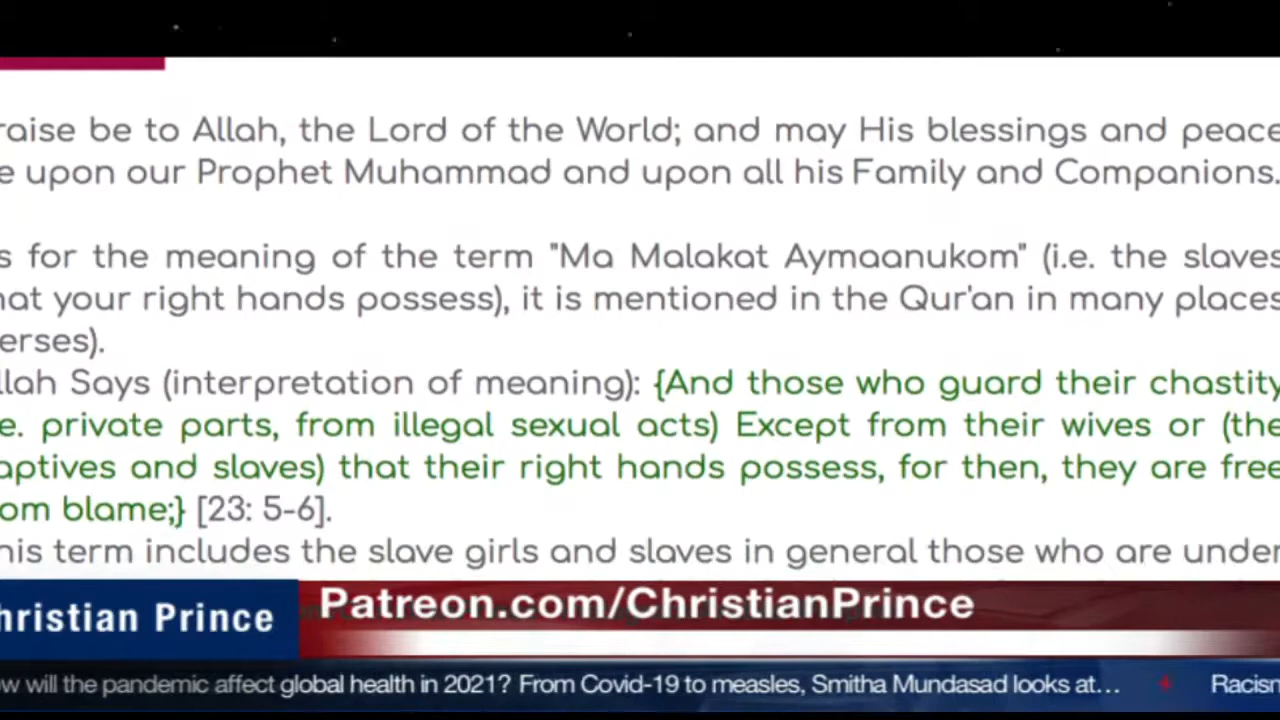 raise be to Allah, the Lord of the World; and may His blessings and peace
e upon our Prophet Muhammad and upon all his Family and Companions.
s for the meaning of the term "Ma Malakat Aymaanukom" (i.e. the slaves
hat your right hands possess), it is mentioned in the Qur'an in many places
erses).
llah Says (interpretation of meaning): {And those who guard their chastity
e. private parts, from illegal sexual acts) Except from their wives or (the
aptives and slaves) that their right hands possess, for then, they are free
om blame;} [23: 5-6].
his term includes the slave girls and slaves in general those who are under
hristian Prince
Patreon.com/ChristianPrince
w will the pandemic affect global health in 2021? From Covid-19 to measles, Smitha Mundasad looks at… Racism